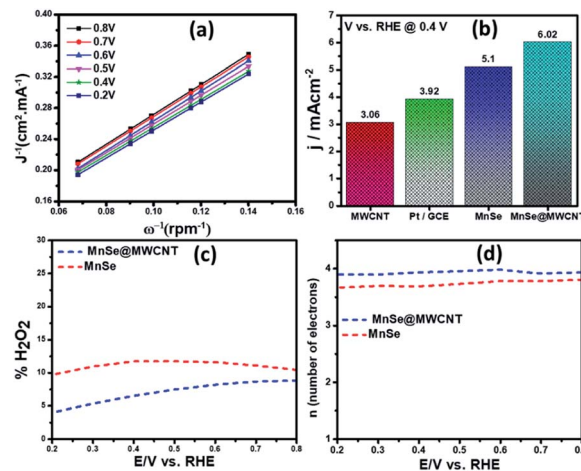 (a)
0.8V
0.7V
0.6V
0.5V
0.4V
0.2V
J⁻¹(cm².mA⁻¹)
0.40
0.36
0.32
0.28
0.24
0.20
0.16
0.06 0.08 0.10 0.12 0.14 0.16
ω⁻¹(rpm⁻¹)
(b)
V vs. RHE @ 0.4 V
j / mAcm⁻²
7
6
5
4
3
2
1
0
3.06
3.92
5.1
6.02
MWCNT Pt / GCE MnSe MnSe@MWCNT
(c)
MnSe@MWCNT
MnSe
% H₂O₂
30
25
20
15
10
5
0
0.2 0.3 0.4 0.5 0.6 0.7 0.8
E/V vs. RHE
(d)
MnSe@MWCNT
MnSe
n (number of electrons)
4
3
2
1
0.2 0.3 0.4 0.5 0.6 0.7 0.8
E/V vs. RHE